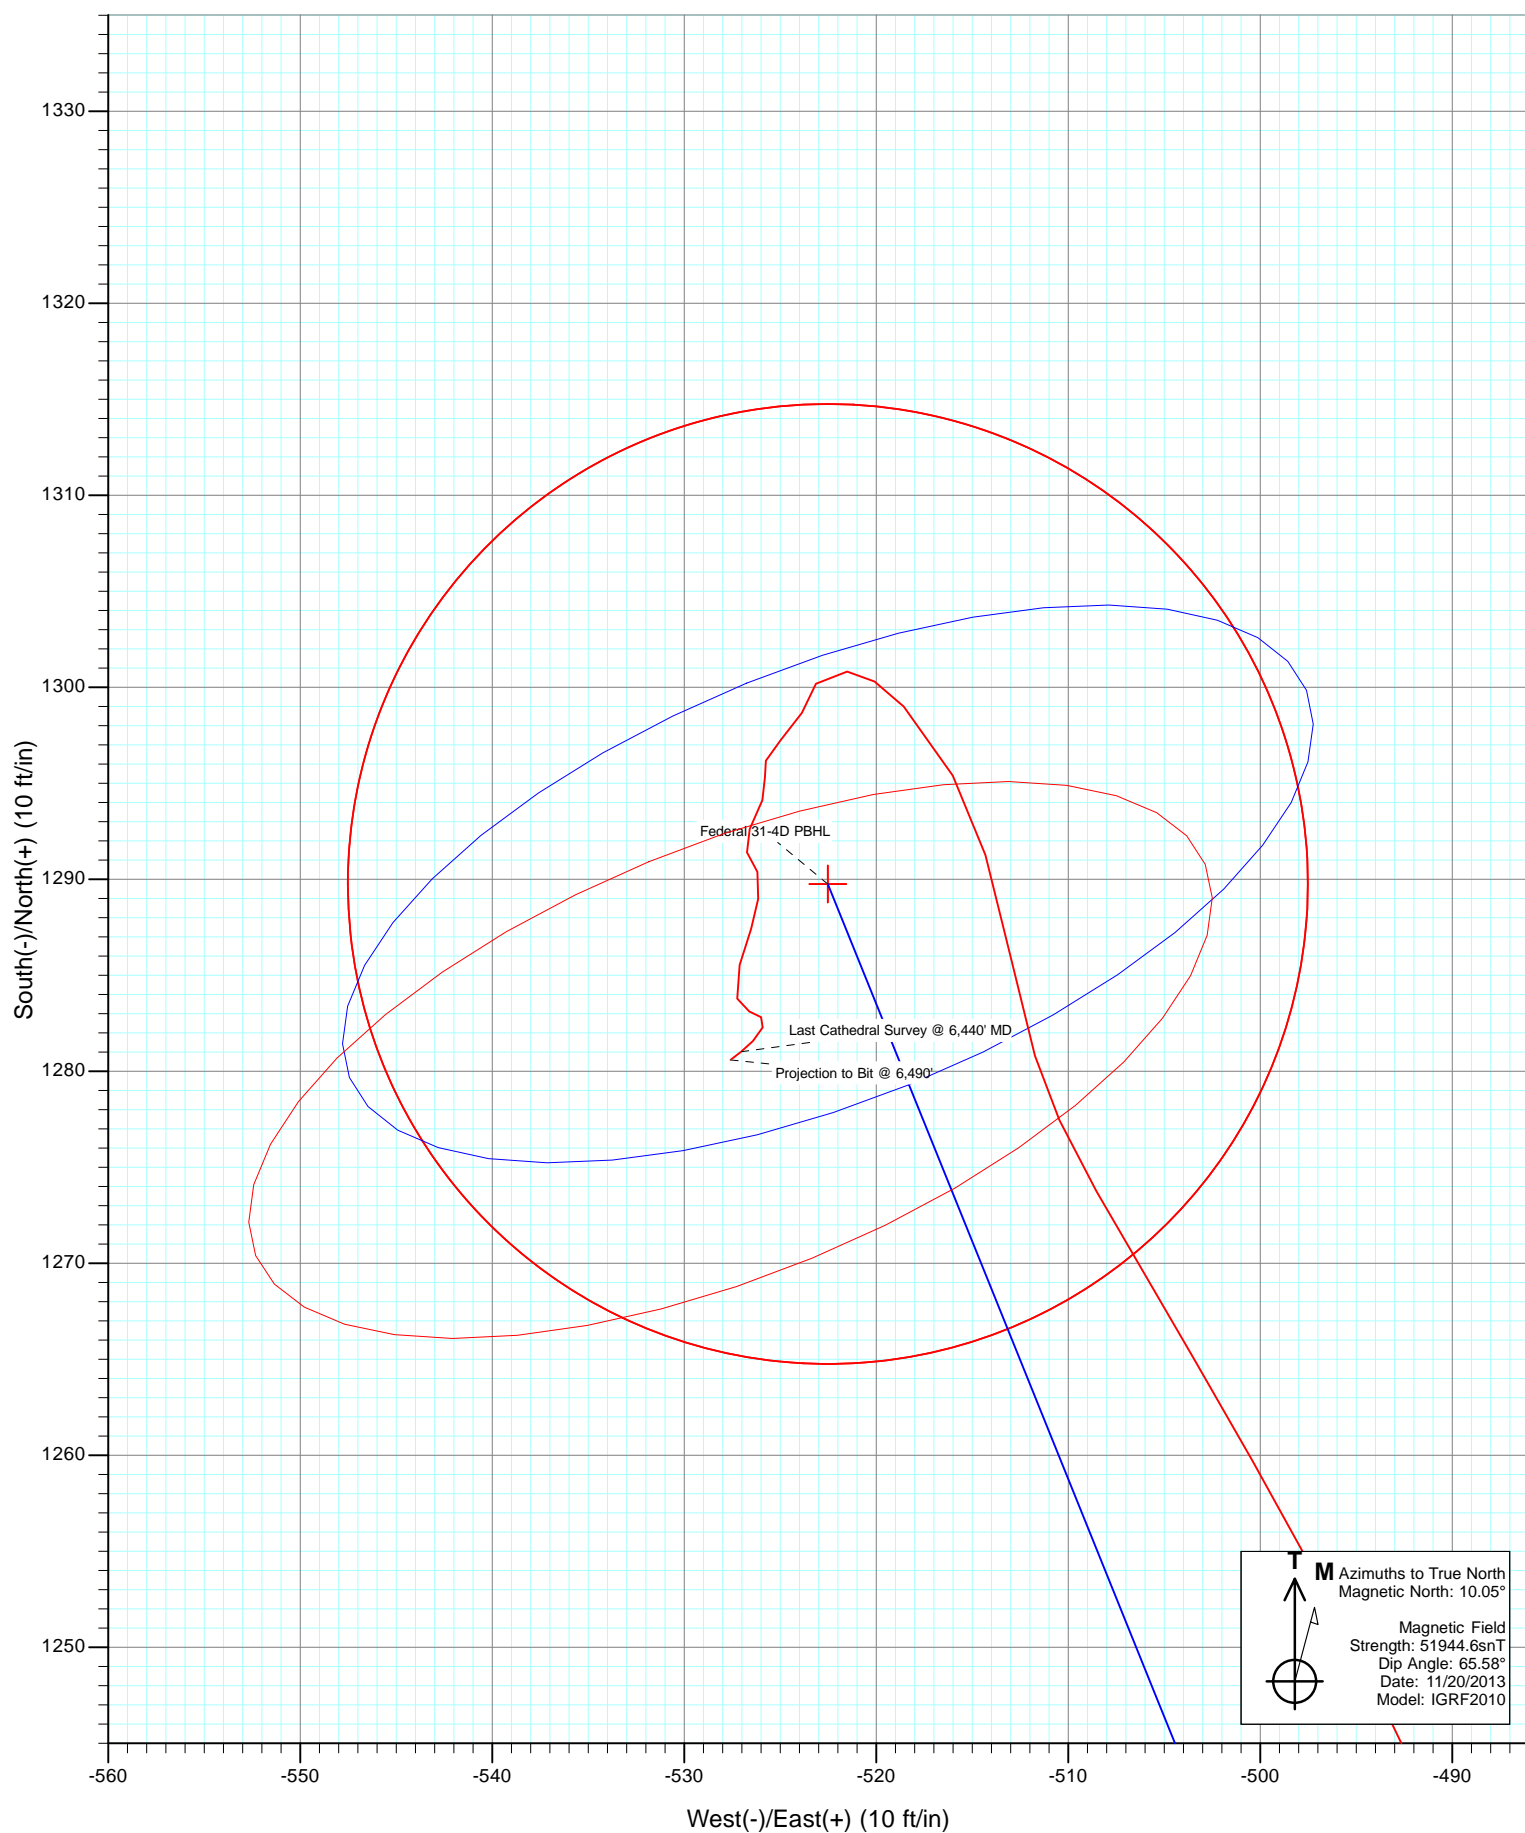 1330
1320
1310
1300
1290
1280
1270
1260
1250
South(-)/North(+) (10 ft/in)
Federal 31-4D PBHL
Last Cathedral Survey @ 6,440' MD
Projection to Bit @ 6,490'
T
M
Azimuths to True North
Magnetic North: 10.05°
Magnetic Field
Strength: 51944.6snT
Dip Angle: 65.58°
Date: 11/20/2013
Model: IGRF2010
-560 -550 -540 -530 -520 -510 -500 -490
West(-)/East(+) (10 ft/in)